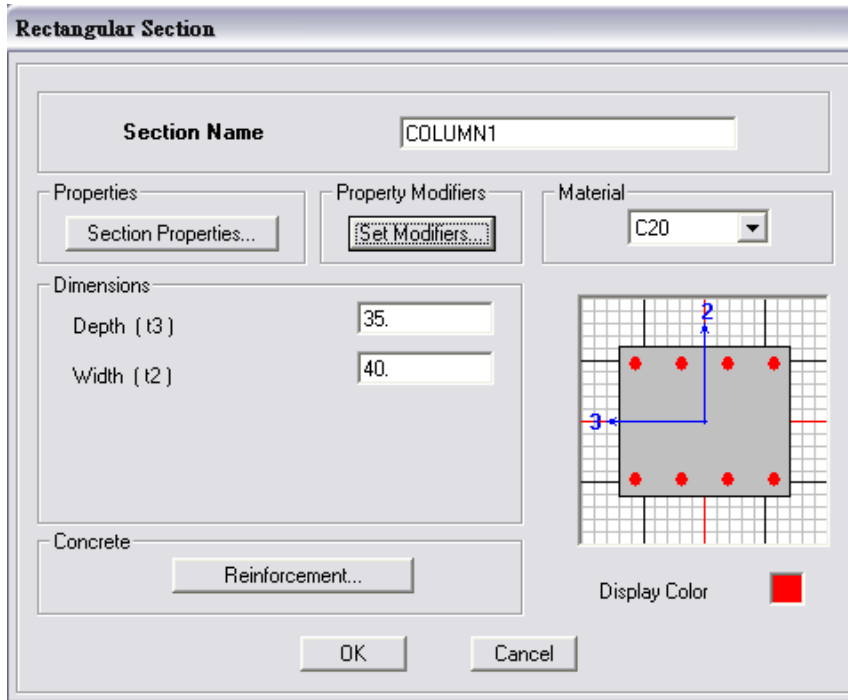 Rectangular Section
Section Name COLUMN1
Properties Property Modifiers Material
Section Properties... Set Modifiers... C20
Dimensions
Depth ( t3 ) 35.
Width ( t2 ) 40.
2
3
Concrete
Reinforcement...
Display Color
OK Cancel